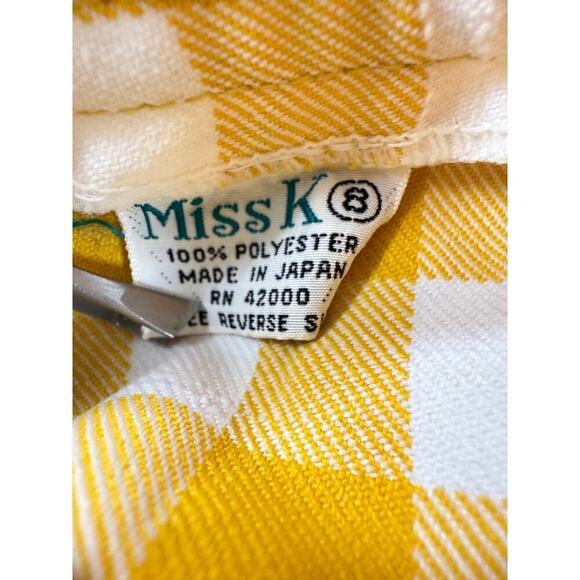 Miss K 8
100% POLYESTER
MADE IN JAPAN
RN 42000
REVERSE